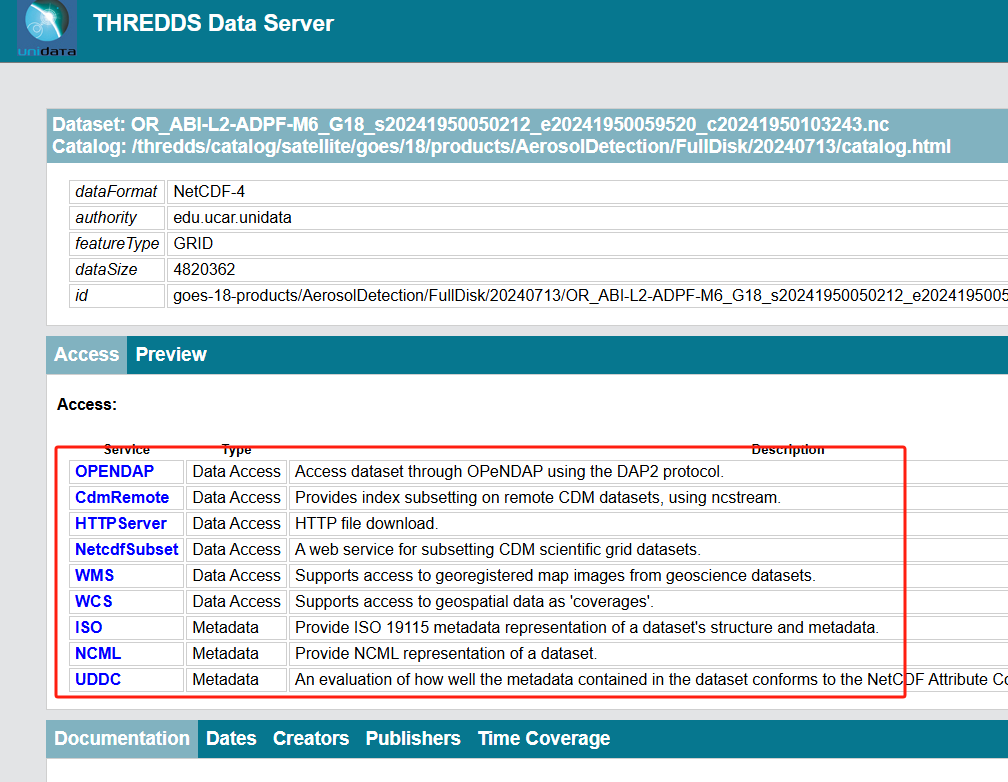 unidata
THREDDS Data Server
Dataset: OR_ABI-L2-ADPF-M6_G18_s20241950050212_e20241950059520_c20241950103243.nc
Catalog: /thredds/catalog/satellite/goes/18/products/AerosolDetection/FullDisk/20240713/catalog.html
dataFormat NetCDF-4
authority edu.ucar.unidata
featureType GRID
dataSize 4820362
id goes-18-products/AerosolDetection/FullDisk/20240713/OR_ABI-L2-ADPF-M6_G18_s20241950050212_e202419500
Access Preview
Access:
Service Type Description
OPENDAP Data Access Access dataset through OPeNDAP using the DAP2 protocol.
CdmRemote Data Access Provides index subsetting on remote CDM datasets, using ncstream.
HTTPServer Data Access HTTP file download.
NetcdfSubset Data Access A web service for subsetting CDM scientific grid datasets.
WMS Data Access Supports access to georegistered map images from geoscience datasets.
WCS Data Access Supports access to geospatial data as 'coverages'.
ISO Metadata Provide ISO 19115 metadata representation of a dataset's structure and metadata.
NCML Metadata Provide NCML representation of a dataset.
UDDC Metadata An evaluation of how well the metadata contained in the dataset conforms to the NetCDF Attribute Co
Documentation Dates Creators Publishers Time Coverage